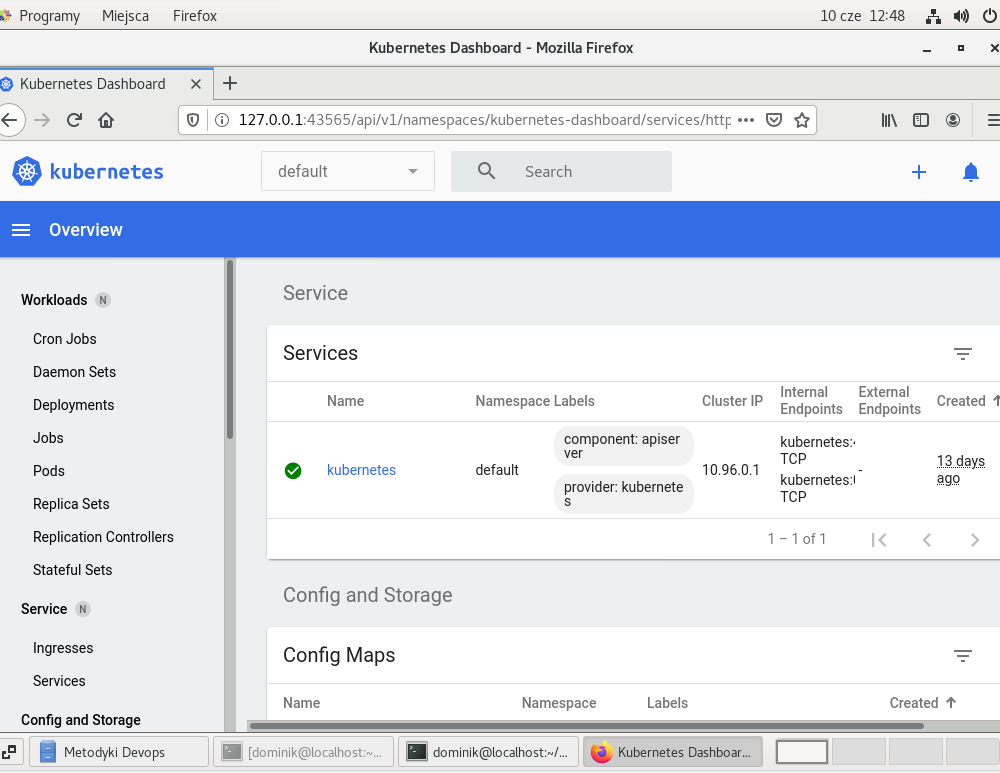 Programy Miejsca Firefox 10 cze 12:48
Kubernetes Dashboard - Mozilla Firefox
Kubernetes Dashboard
127.0.0.1:43565/api/v1/namespaces/kubernetes-dashboard/services/http
kubernetes default Search
Overview
Workloads N
Cron Jobs
Daemon Sets
Deployments
Jobs
Pods
Replica Sets
Replication Controllers
Stateful Sets
Service N
Ingresses
Services
Config and Storage
Service
Services
Name Namespace Labels Cluster IP Internal Endpoints External Endpoints Created
kubernetes default
component: apiser
ver
provider: kubernete
s
10.96.0.1
kubernetes:
TCP
kubernetes:
TCP
-
13 days
ago
1 – 1 of 1
Config and Storage
Config Maps
Name Namespace Labels Created
Metodyki Devops [dominik@localhost:~... dominik@localhost:~/... Kubernetes Dashboar...